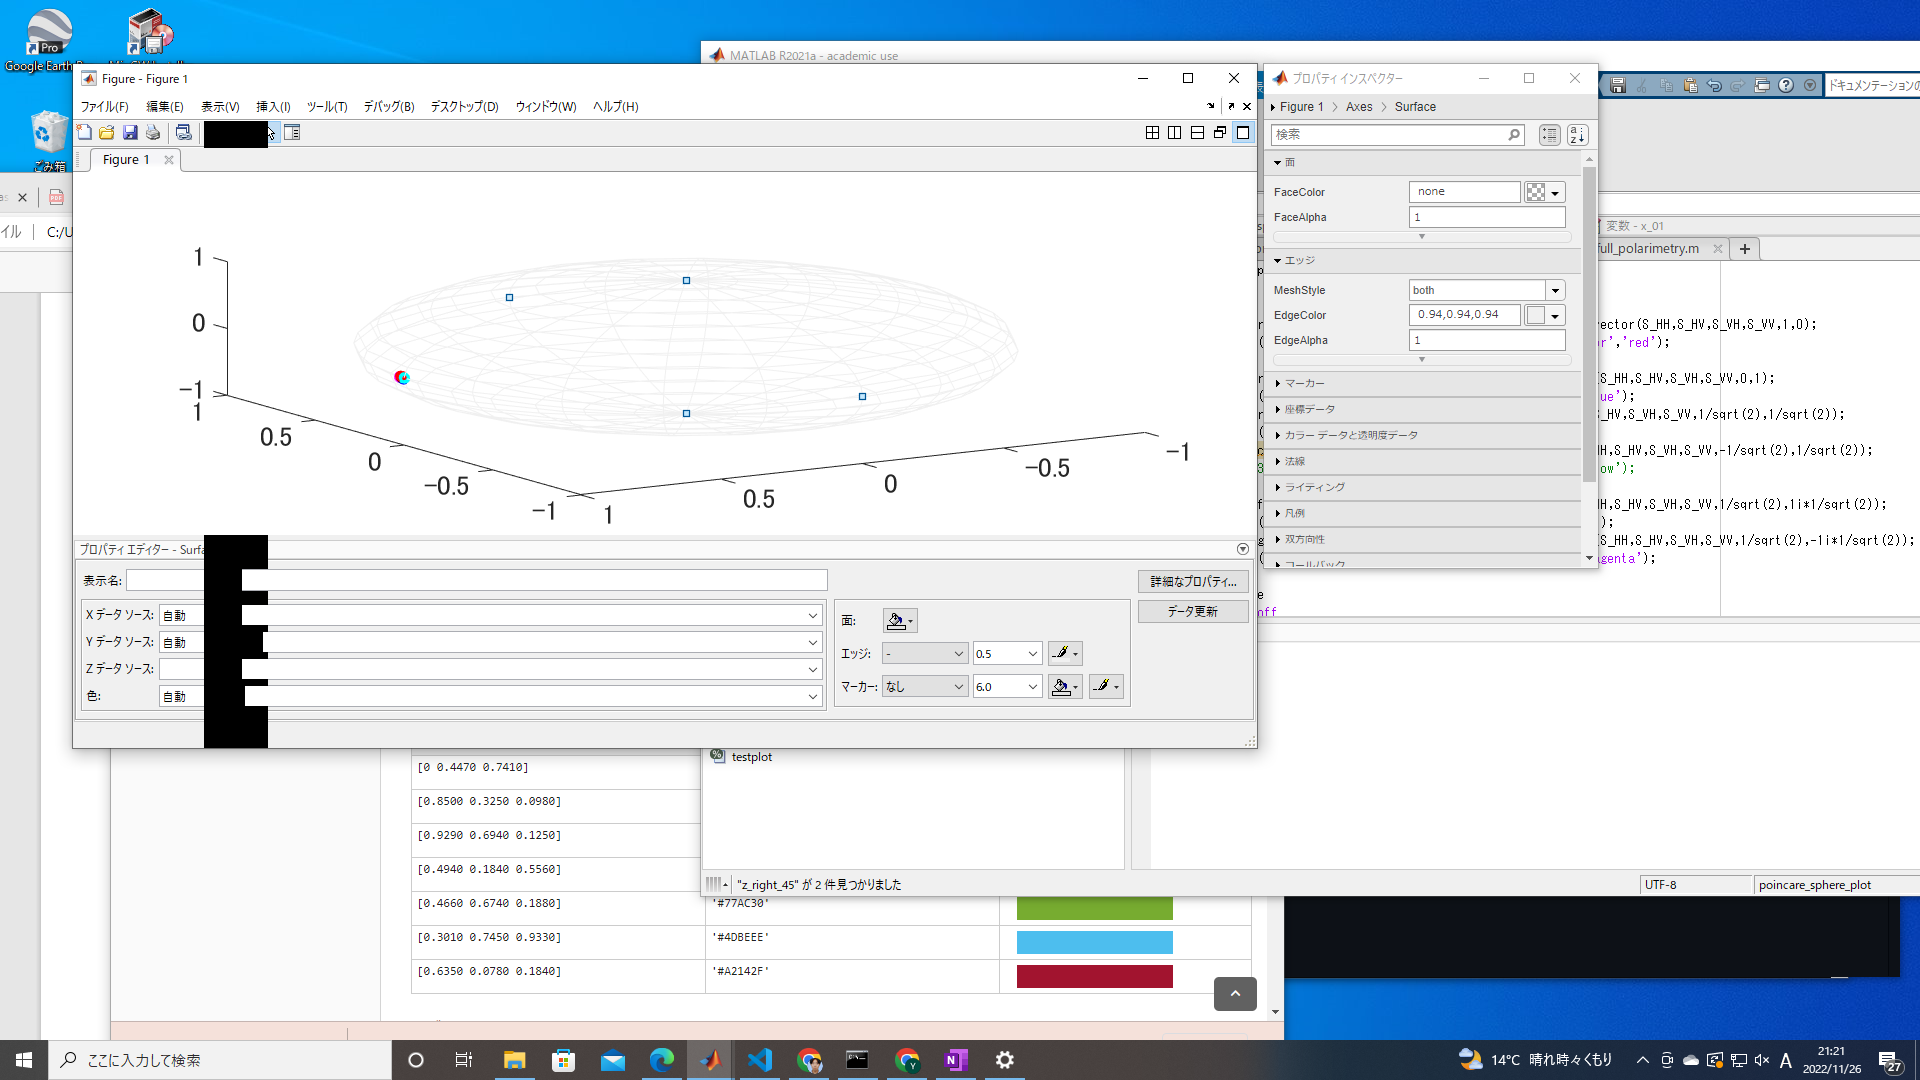 Google Earth Pro
ごみ箱
MATLAB R2021a - academic use
Figure - Figure 1
ファイル(F) 編集(E) 表示(V) 挿入(I) ツール(T) デバッグ(B) デスクトップ(D) ウィンドウ(W) ヘルプ(H)
Figure 1
イル
C:/U
1
0
-1
1
0.5
0
-0.5
-1
1
0.5
0
-0.5
-1
プロパティ エディター - Surfa
表示名:
X データ ソース: 自動
Y データ ソース: 自動
Z データ ソース:
色: 自動
面:
エッジ: - 0.5
マーカー: なし 6.0
詳細なプロパティ...
データ更新
プロパティ インスペクター
Figure 1 > Axes > Surface
検索
面
FaceColor none
FaceAlpha 1
エッジ
MeshStyle both
EdgeColor 0.94,0.94,0.94
EdgeAlpha 1
マーカー
座標データ
カラー データと透明度データ
法線
ライティング
凡例
双方向性
コールバック
ドキュメンテーションの
変数 - x_01
full_polarimetry.m
vector(S_HH,S_HV,S_VH,S_VV,1,0);
or','red');
(S_HH,S_HV,S_VH,S_VV,0,1);
ue');
S_HV,S_VH,S_VV,1/sqrt(2),1/sqrt(2));
HH,S_HV,S_VH,S_VV,-1/sqrt(2),1/sqrt(2));
ow');
HH,S_HV,S_VH,S_VV,1/sqrt(2),1i*1/sqrt(2));
);
(S_HH,S_HV,S_VH,S_VV,1/sqrt(2),-1i*1/sqrt(2));
agenta');
e
off
testplot
"z_right_45" が 2 件見つかりました
UTF-8
poincare_sphere_plot
[0 0.4470 0.7410]
[0.8500 0.3250 0.0980]
[0.9290 0.6940 0.1250]
[0.4940 0.1840 0.5560]
[0.4660 0.6740 0.1880] '#77AC30'
[0.3010 0.7450 0.9330] '#4DBEEE'
[0.6350 0.0780 0.1840] '#A2142F'
ここに入力して検索
14°C 晴れ時々くもり
A
21:21
2022/11/26
27